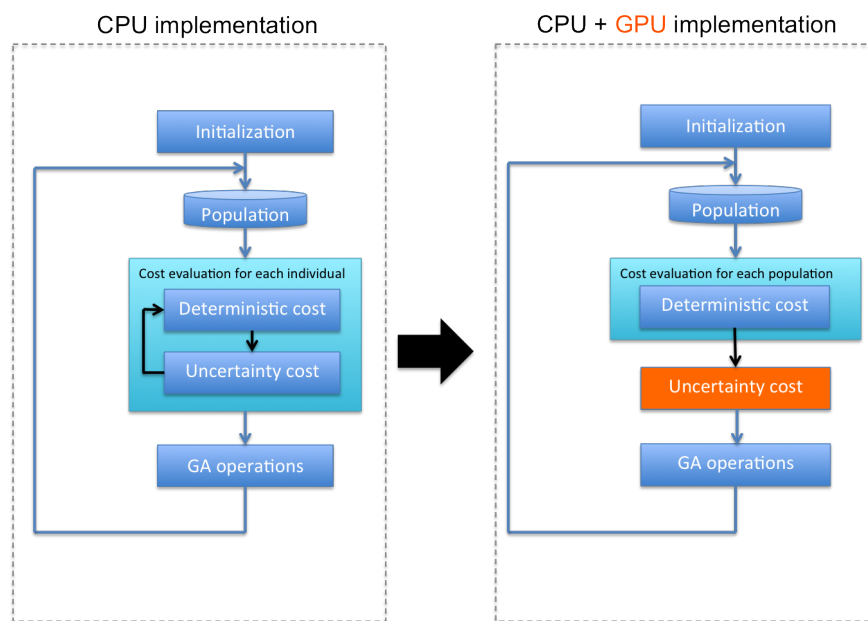 CPU implementation
Initialization
Population
Cost evaluation for each individual
Deterministic cost
Uncertainty cost
GA operations
CPU + GPU implementation
Initialization
Population
Cost evaluation for each population
Deterministic cost
Uncertainty cost
GA operations